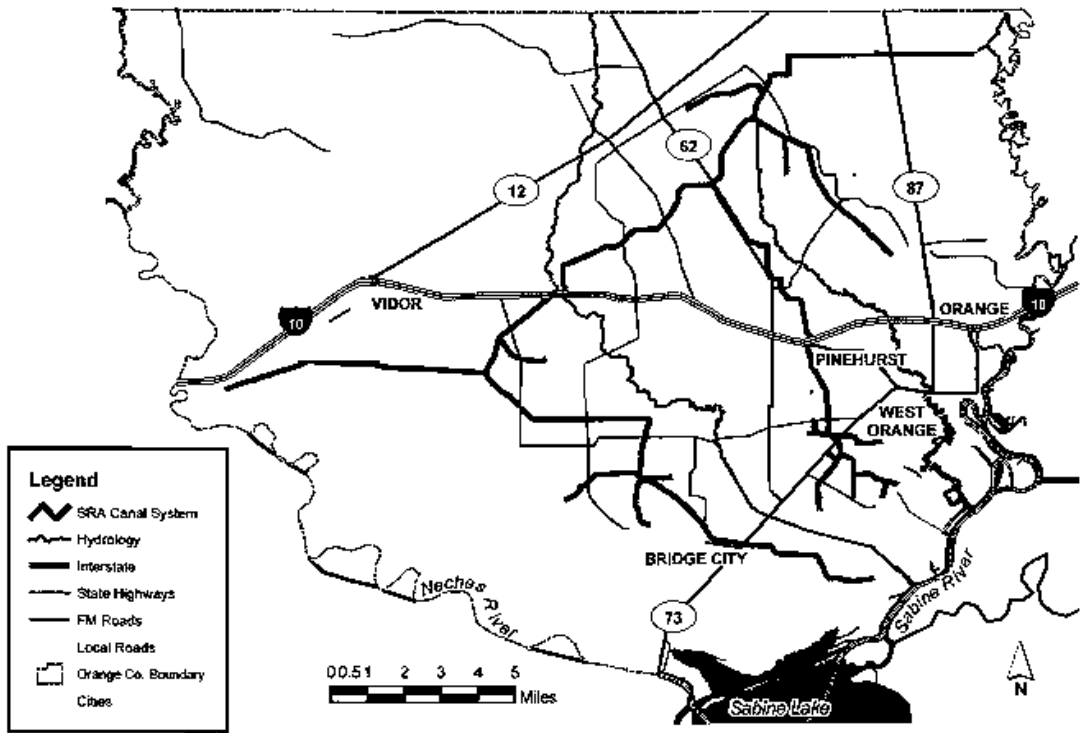 62
12
87
10
VIDOR
ORANGE
10
PINEHURST
WEST
ORANGE
Legend
SRA Canal System
Hydrology
Interstate
State Highways
FM Roads
Local Roads
Orange Co. Boundary
Cities
BRIDGE CITY
Neches
River
Sabine River
73
0 0.5 1 2 3 4 5
Miles
N
Sabine Lake